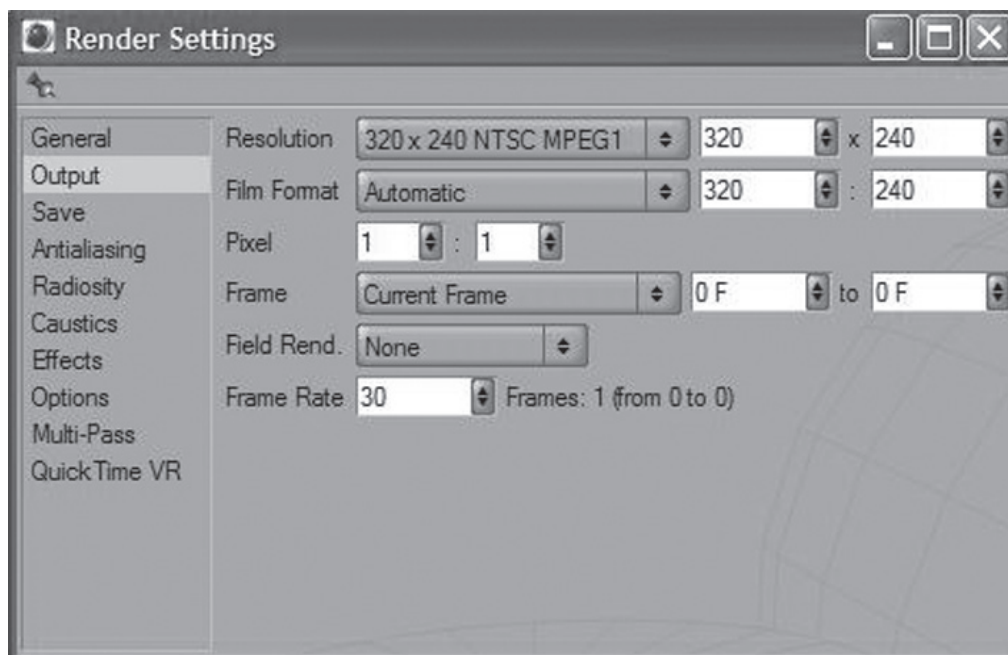 Render Settings
General
Output
Save
Antialiasing
Radiosity
Caustics
Effects
Options
Multi-Pass
QuickTime VR
Resolution 320 x 240 NTSC MPEG1 320 x 240
Film Format Automatic 320 : 240
Pixel 1 : 1
Frame Current Frame 0 F to 0 F
Field Rend. None
Frame Rate 30 Frames: 1 (from 0 to 0)